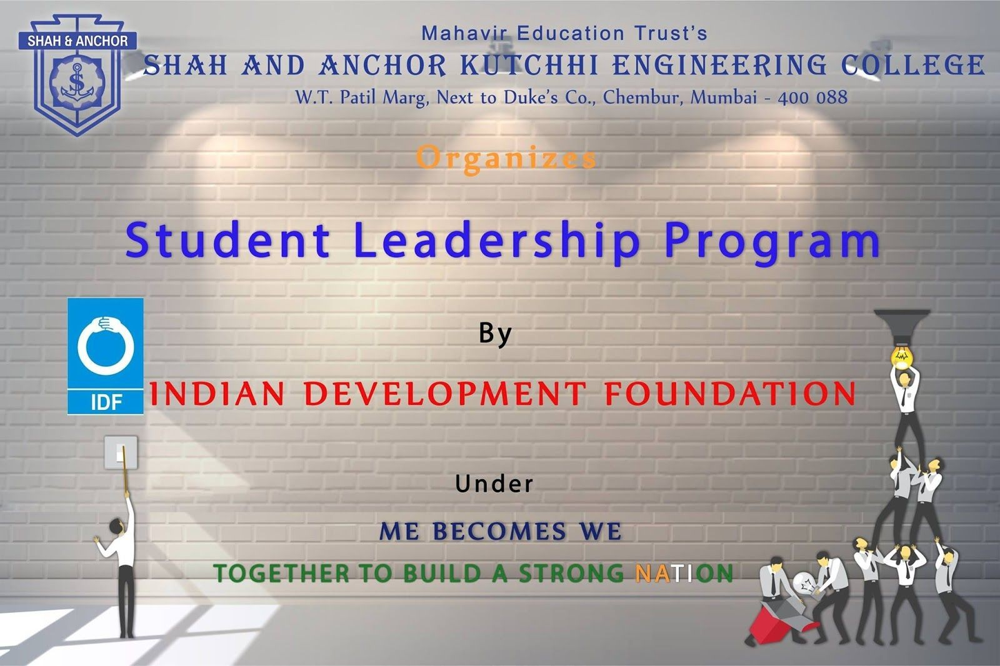 SHAH & ANCHOR
S
Mahavir Education Trust's
SHAH AND ANCHOR KUTCHHI ENGINEERING COLLEGE
W.T. Patil Marg, Next to Duke's Co., Chembur, Mumbai - 400 088
Organizes
Student Leadership Program
By
IDF
INDIAN DEVELOPMENT FOUNDATION
Under
ME BECOMES WE
TOGETHER TO BUILD A STRONG NATION